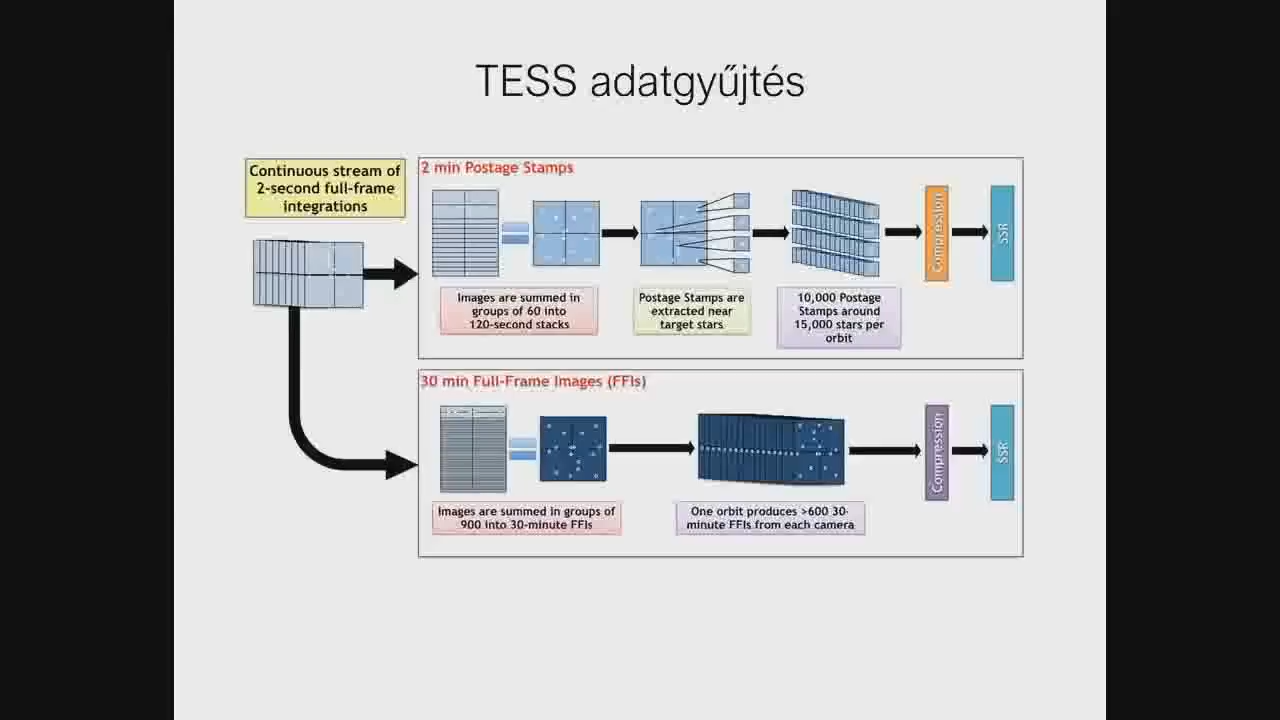 TESS adatgyűjtés
Continuous stream of
2-second full-frame
integrations
2 min Postage Stamps
Images are summed in
groups of 60 into
120-second stacks
Postage Stamps are
extracted near
target stars
10,000 Postage
Stamps around
15,000 stars per
orbit
Compression
SSR
30 min Full-Frame Images (FFIs)
Images are summed in groups of
900 into 30-minute FFIs
One orbit produces >600 30-
minute FFIs from each camera
Compression
SSR